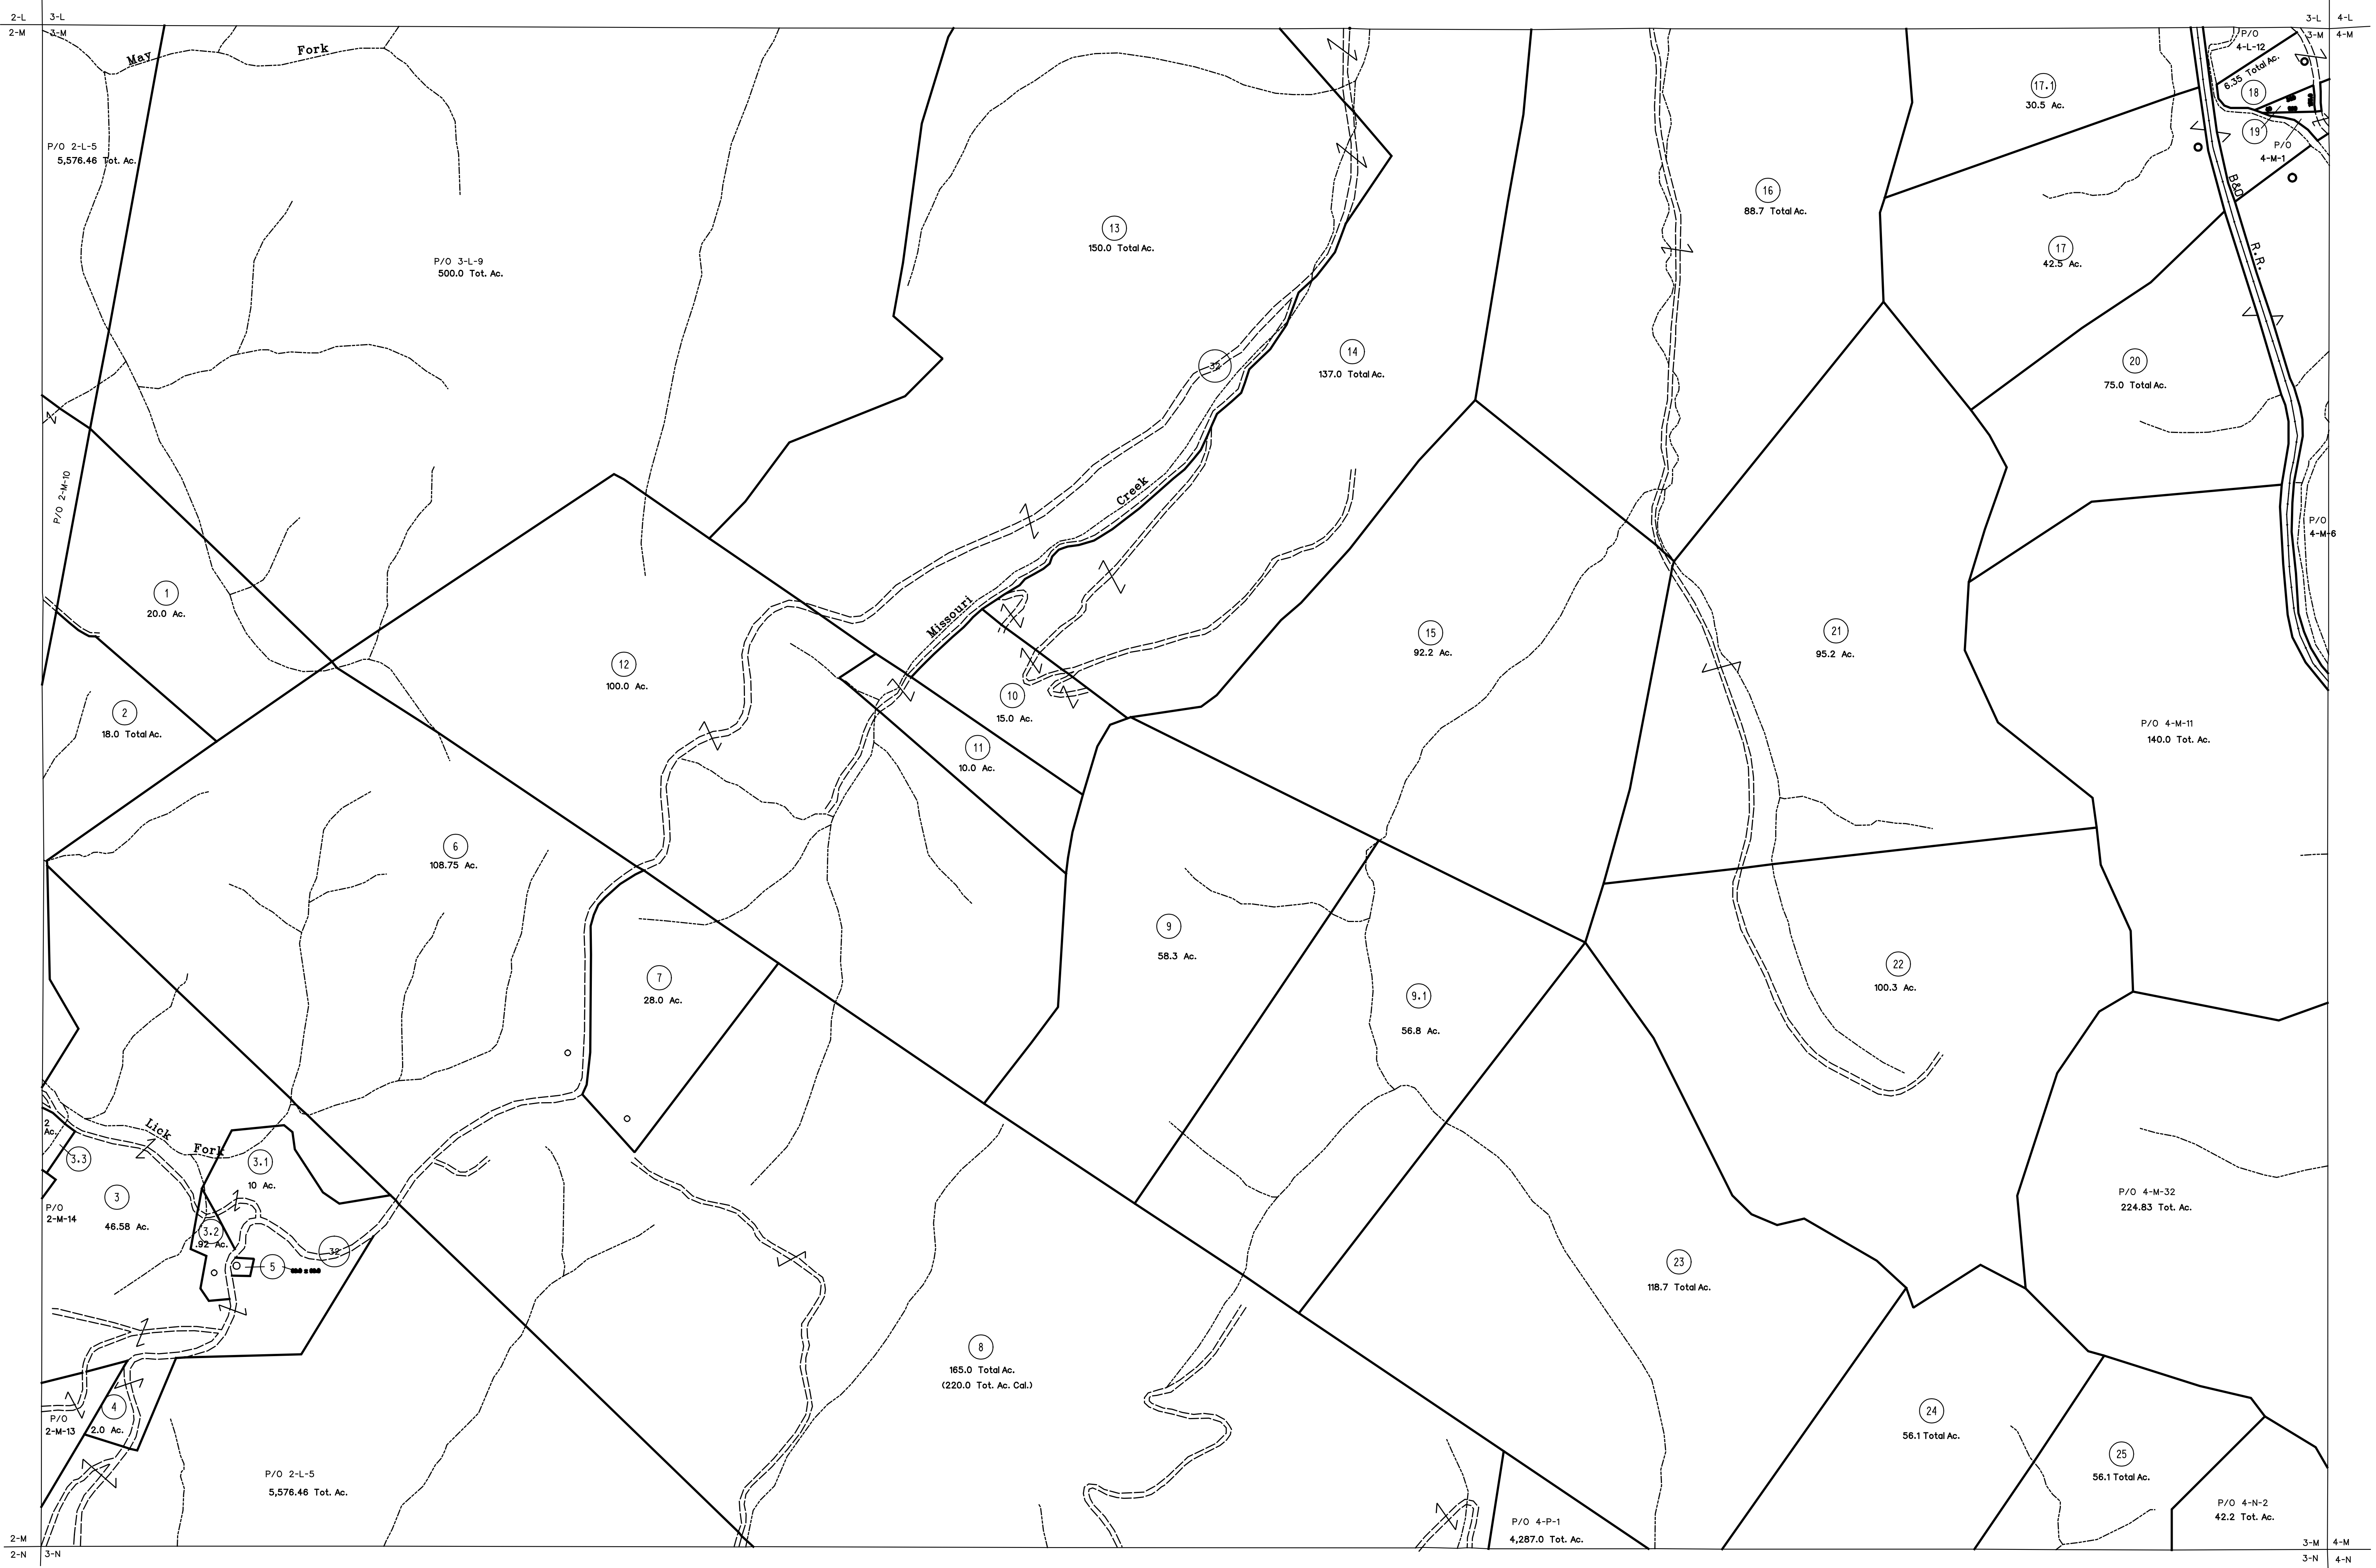 2-L
3-L
2-M
3-M
3-L
4-L
3-M
4-M
May
Fork
P/O 2-L-5
5,576.46 Tot. Ac.
P/O 3-L-9
500.0 Tot. Ac.
13
150.0 Total Ac.
16
88.7 Total Ac.
17.1
30.5 Ac.
P/O
4-L-12
6.35 Total Ac.
18
19
P/O
4-M-1
B&O
R.R.
17
42.5 Ac.
14
137.0 Total Ac.
32
20
75.0 Total Ac.
P/O 2-M-10
Creek
Missouri
P/O
4-M-6
1
20.0 Ac.
12
100.0 Ac.
15
92.2 Ac.
21
95.2 Ac.
2
18.0 Total Ac.
10
15.0 Ac.
11
10.0 Ac.
P/O 4-M-11
140.0 Tot. Ac.
6
108.75 Ac.
9
58.3 Ac.
7
28.0 Ac.
22
100.3 Ac.
9.1
56.8 Ac.
2
Ac.
Lick
Fork
3.3
3.1
10 Ac.
3
46.58 Ac.
P/O
2-M-14
3.2
.92 Ac.
32
5
P/O 4-M-32
224.83 Tot. Ac.
23
118.7 Total Ac.
8
165.0 Total Ac.
(220.0 Tot. Ac. Cal.)
4
2.0 Ac.
P/O
2-M-13
24
56.1 Total Ac.
25
56.1 Total Ac.
P/O 2-L-5
5,576.46 Tot. Ac.
P/O 4-P-1
4,287.0 Tot. Ac.
P/O 4-N-2
42.2 Tot. Ac.
2-M
2-N
3-N
3-M
4-M
3-N
4-N